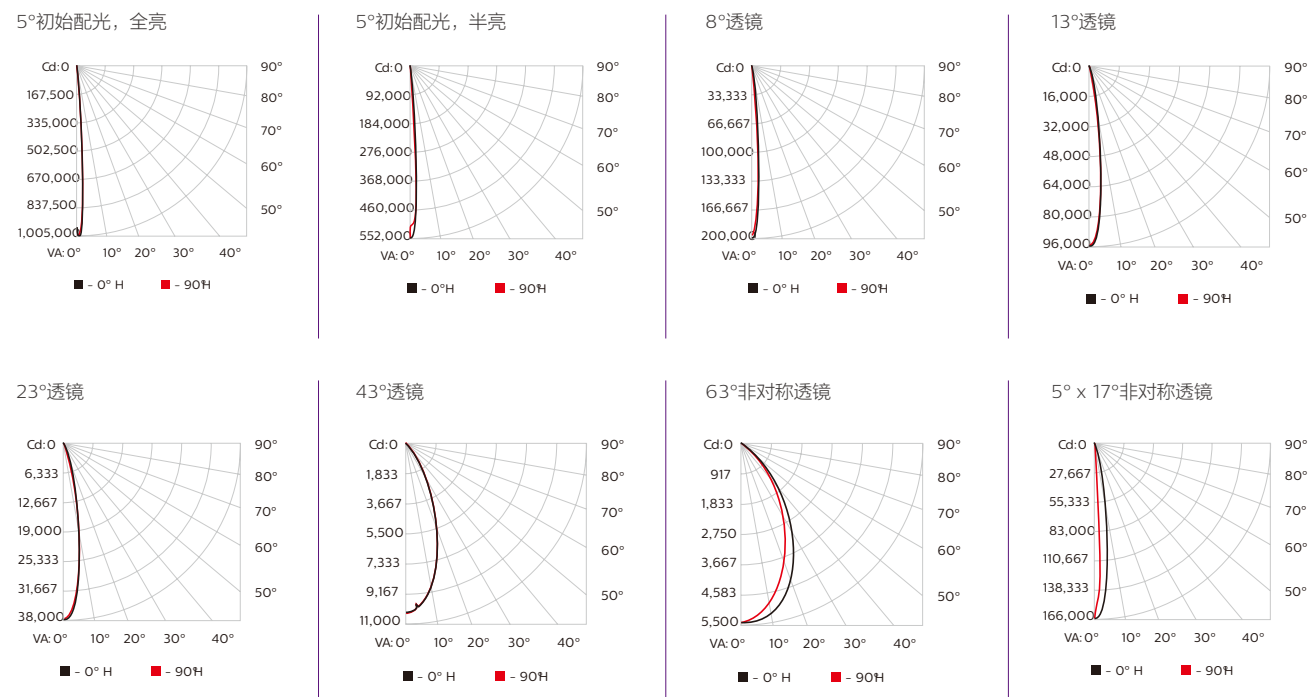 5°初始配光，全亮
Cd:0
167,500
335,000
502,500
670,000
837,500
1,005,000
90°
80°
70°
60°
50°
VA: 0° 10° 20° 30° 40°
- 0° H - 90°H
5°初始配光，半亮
Cd:0
92,000
184,000
276,000
368,000
460,000
552,000
90°
80°
70°
60°
50°
VA: 0° 10° 20° 30° 40°
- 0°H - 90°H
8°透镜
Cd:0
33,333
66,667
100,000
133,333
166,667
200,000
90°
80°
70°
60°
50°
VA: 0° 10° 20° 30° 40°
- 0° H - 90°H
13°透镜
Cd:0
16,000
32,000
48,000
64,000
80,000
96,000
90°
80°
70°
60°
50°
VA: 0° 10° 20° 30° 40°
- 0° H - 90°H
23°透镜
Cd:0
6,333
12,667
19,000
25,333
31,667
38,000
90°
80°
70°
60°
50°
VA: 0° 10° 20° 30° 40°
- 0° H - 90°H
43°透镜
Cd:0
1,833
3,667
5,500
7,333
9,167
11,000
90°
80°
70°
60°
50°
VA: 0° 10° 20° 30° 40°
- 0° H - 90°H
63°非对称透镜
Cd:0
917
1,833
2,750
3,667
4,583
5,500
90°
80°
70°
60°
50°
VA: 0° 10° 20° 30° 40°
- 0° H - 90°H
5° x 17°非对称透镜
Cd:0
27,667
55,333
83,000
110,667
138,333
166,000
90°
80°
70°
60°
50°
VA: 0° 10° 20° 30° 40°
- 0° H - 90°H